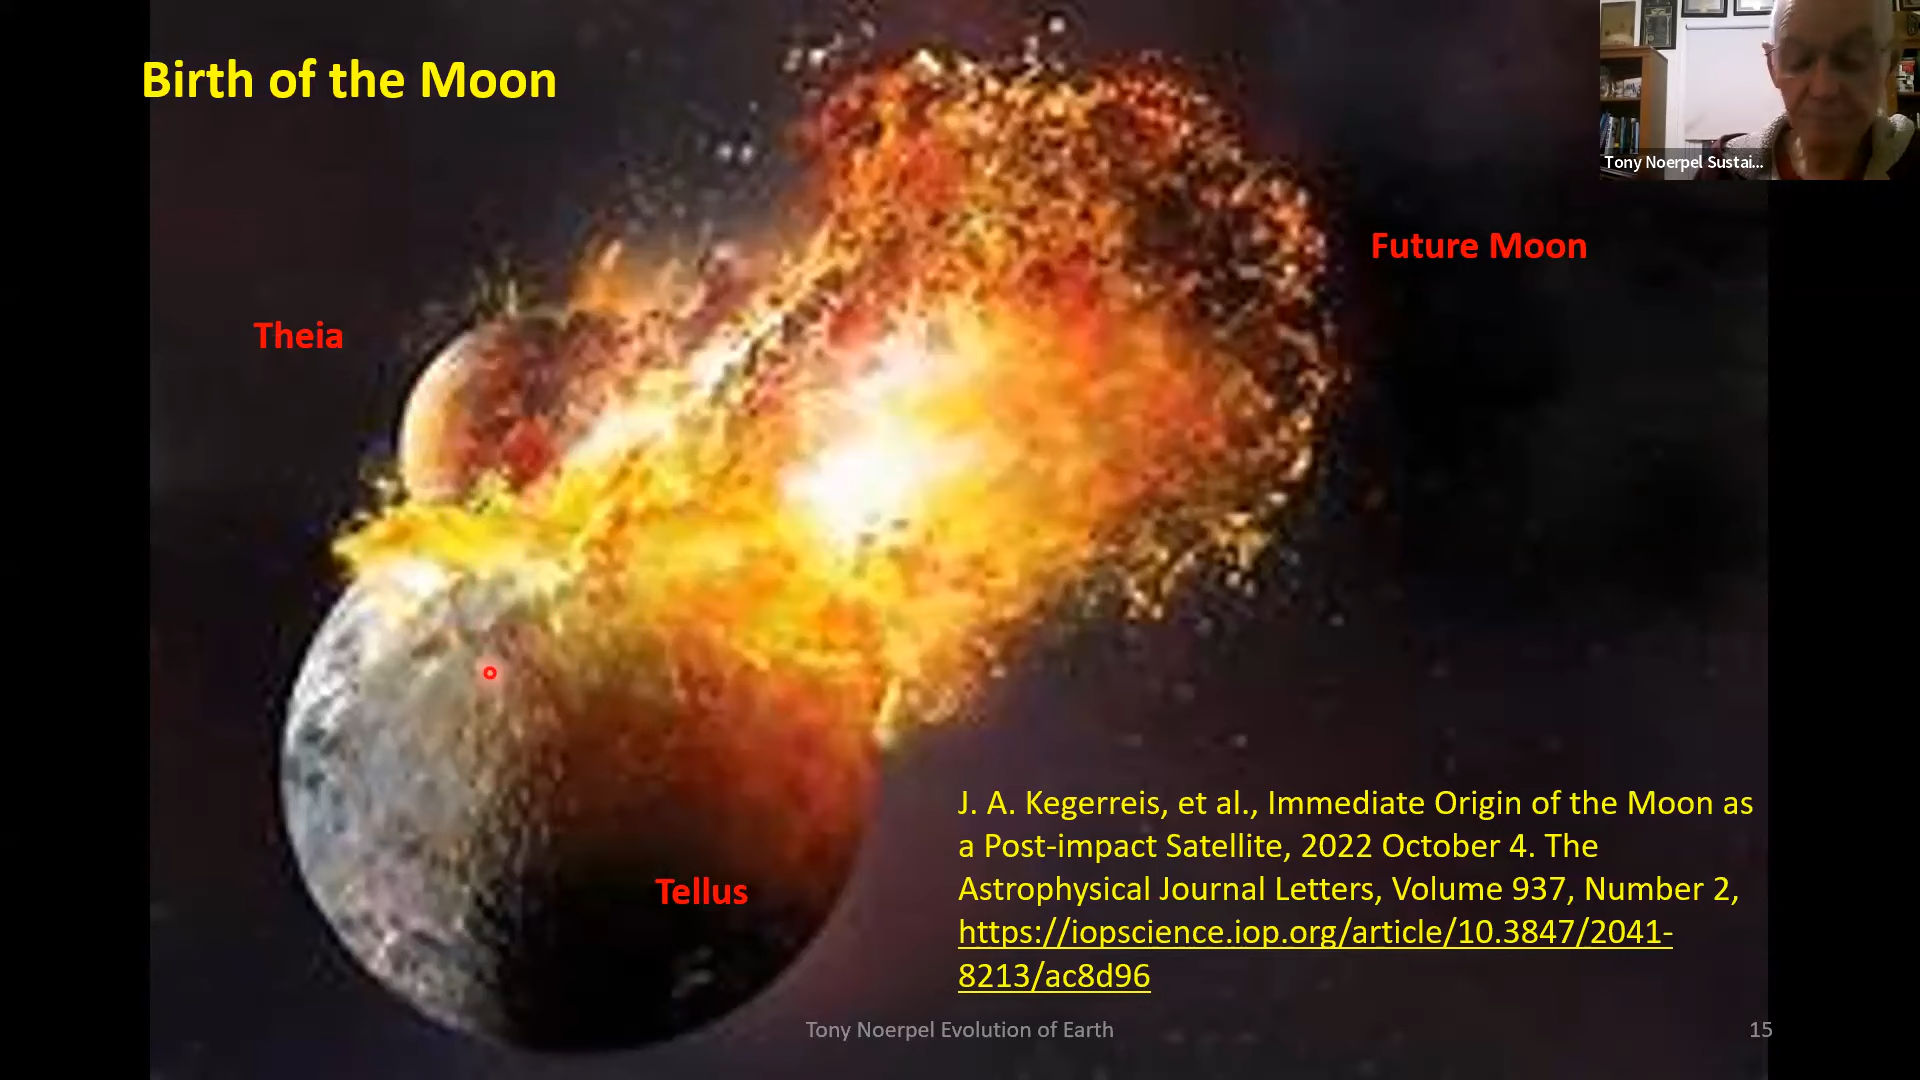 Birth of the Moon
Tony Noerpel Sustai...
Future Moon
Theia
Tellus
J. A. Kegerreis, et al., Immediate Origin of the Moon as
a Post-impact Satellite, 2022 October 4. The
Astrophysical Journal Letters, Volume 937, Number 2,
https://iopscience.iop.org/article/10.3847/2041-
8213/ac8d96
Tony Noerpel Evolution of Earth
15